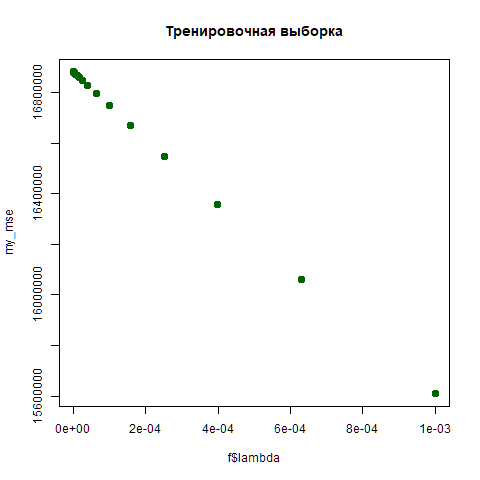 Тренировочная выборка
16800000
16400000
16000000
15600000
my_mse
0e+00 2e-04 4e-04 6e-04 8e-04 1e-03
f$lambda